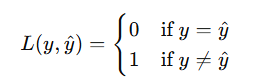 L(y, ŷ) = { 0 if y = ŷ
1 if y ≠ ŷ